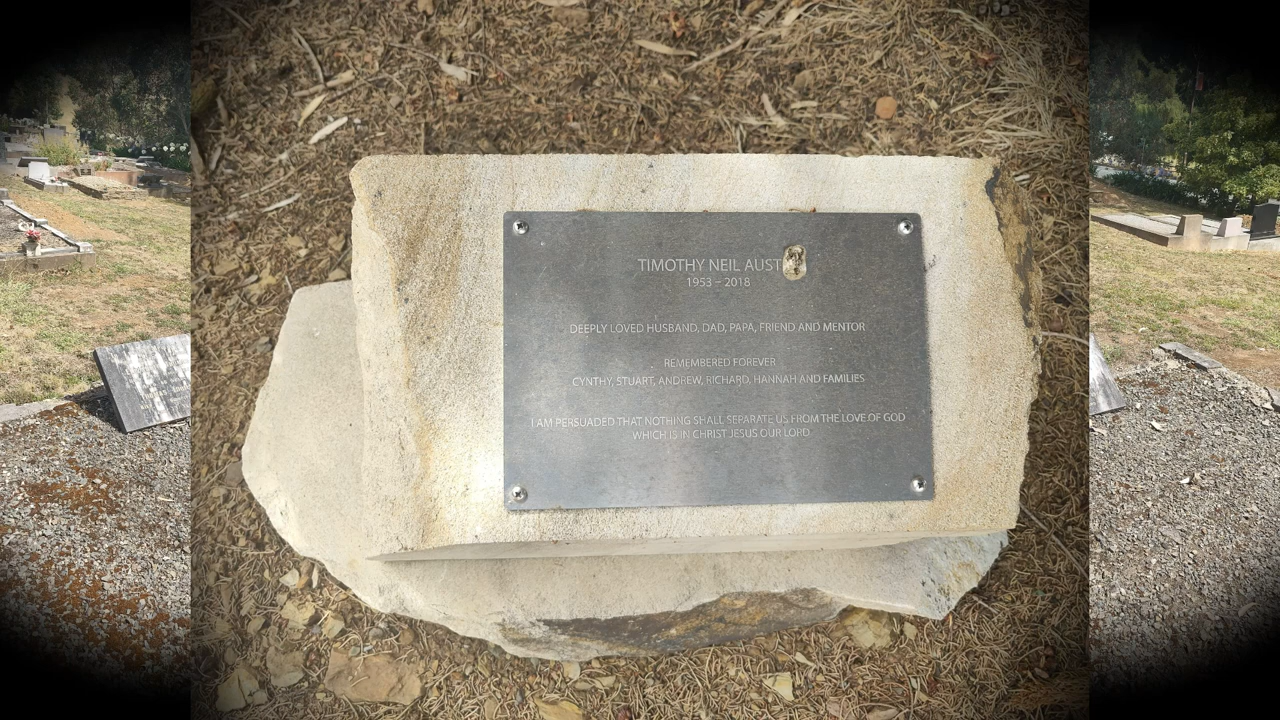 TIMOTHY NEIL
1953 – 2018
DEEPLY LOVED HUSBAND, DAD, PAPA, FRIEND AND MENTOR
REMEMBERED FOREVER
CYNTHY, STUART, ANDREW, RICHARD, HANNAH AND FAMILIES
I AM PERSUADED THAT NOTHING SHALL SEPARATE US FROM THE LOVE OF GOD
WHICH IS IN CHRIST JESUS OUR LORD